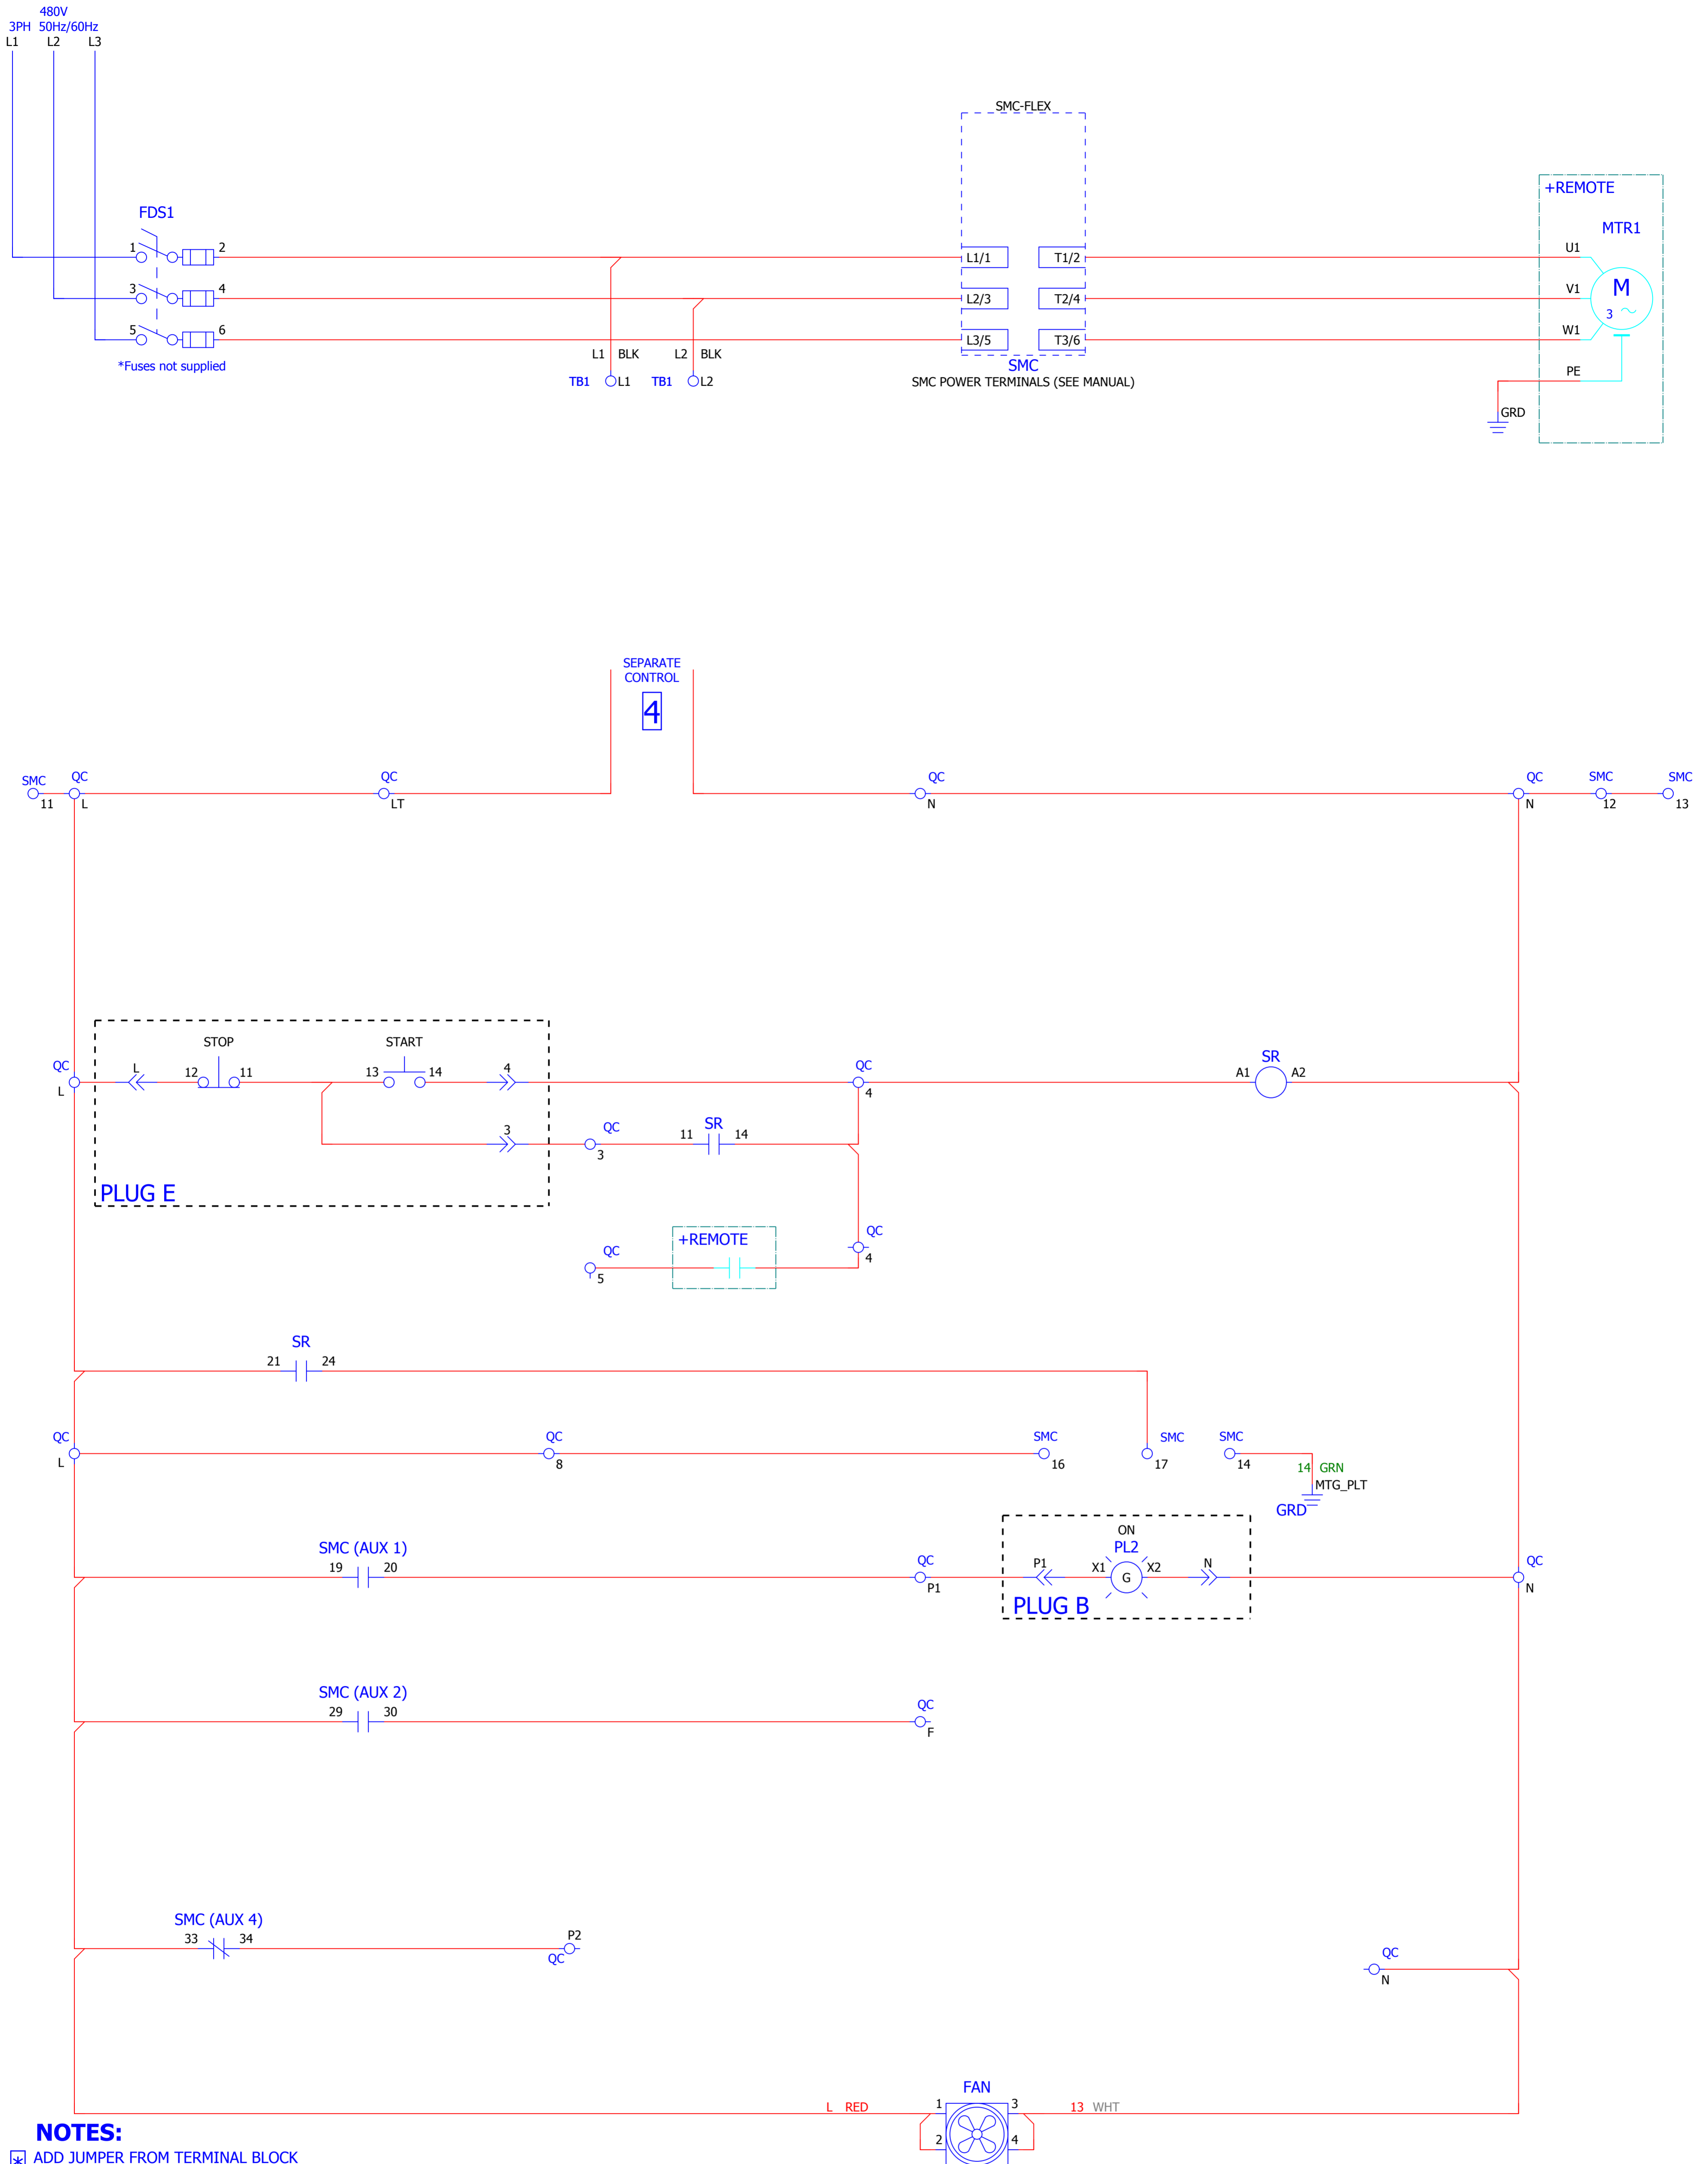 480V
3PH 50Hz/60Hz
L1 L2 L3
SMC-FLEX
+REMOTE
MTR1
FDS1
1 2 L1/1 T1/2 U1
3 4 L2/3 T2/4 V1
M
3
5 6 L3/5 T3/6 W1
L1 BLK L2 BLK
*Fuses not supplied
SMC
TB1 L1 TB1 L2
SMC POWER TERMINALS (SEE MANUAL)
PE
GRD
SEPARATE
CONTROL
4
SMC QC QC QC QC SMC SMC
11 L LT N N 12 13
STOP START
QC L 12 11 13 14 4 QC A1 SR A2
L 4
3 QC 11 SR 14
3
PLUG E
+REMOTE
QC
4
QC
5
SR
21 24
QC QC SMC SMC SMC
L 8 16 17 14
14 GRN
MTG_PLT
GRD
ON
SMC (AUX 1) PL2
19 20 QC P1 X1 G X2 N QC
P1 N
PLUG B
SMC (AUX 2)
29 30 QC
F
SMC (AUX 4)
33 34 P2
QC
QC
N
FAN
L RED 1 3 13 WHT
2 4
NOTES:
* ADD JUMPER FROM TERMINAL BLOCK